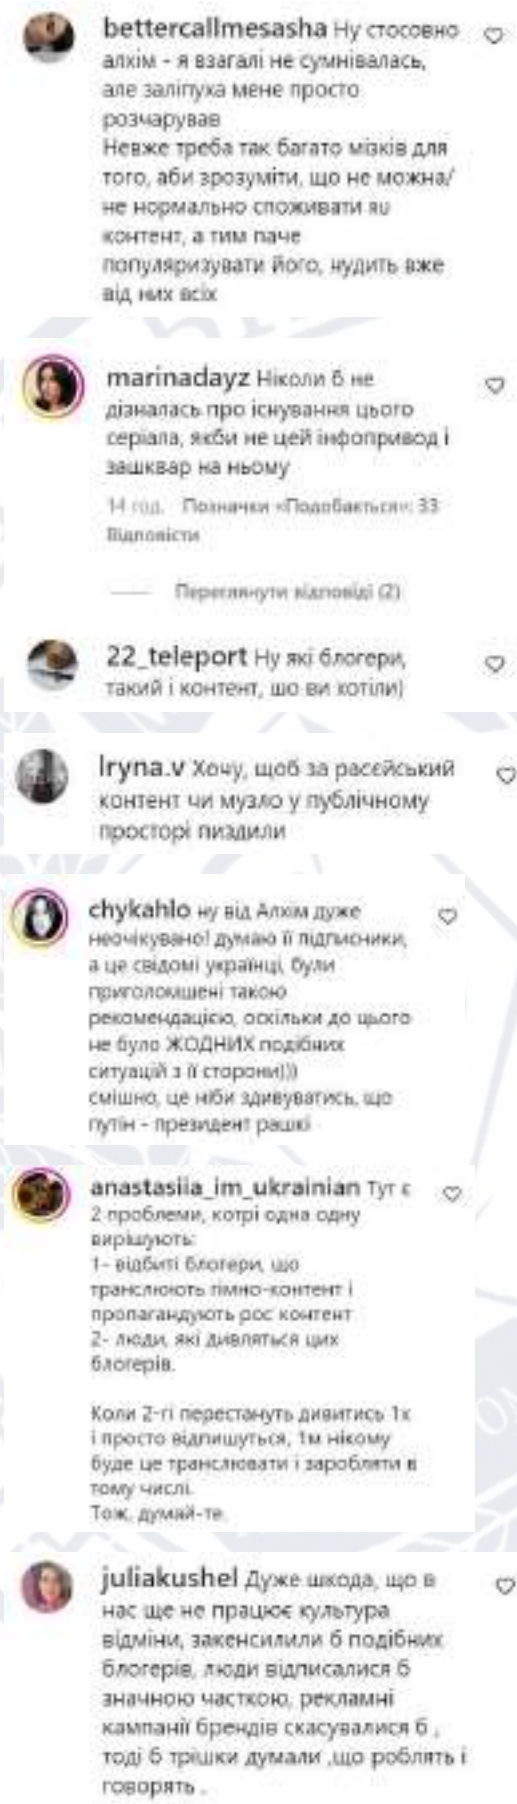 bettercallmesasha Ну стосовно
алхім - я взагалі не сумнівалась,
але заліпуха мене просто
розчарував
Невже треба так багато мізків для
того, аби зрозуміти, що не можна/
не нормально споживати ru
контент, а тим паче
популяризувати його, нудить вже
від них всіх
marinadayz Ніколи б не
дізналась про існування цього
серіала, якби не цей інфопривод і
зашквар на ньому
14 год. Позначки «Подобається»: 33
Відповісти
Переглянути відповіді (2)
22_teleport Ну які блогери,
такий і контент, шо ви хотіли)
Iryna.v Хочу, щоб за расєйський
контент чи музло у публічному
просторі пиздили
chykahlo ну від Алхім дуже
неочікувано! думаю її підписники,
а це свідомі українці, були
приголомшені такою
рекомендацією, оскільки до цього
не було ЖОДНИХ подібних
ситуацій з її сторони)))
смішно, це ніби здивуватись, що
путін - президент рашкі
anastasiia_im_ukrainian Тут є
2 проблеми, котрі одна одну
вирішують:
1- відбиті блогери, що
транслюють гімно-контент і
пропагандують рос контент
2- люди, які дивляться цих
блогерів.
Коли 2-гі перестануть дивитись 1х
і просто відпишуться, 1м нікому
буде це транслювати і заробляти в
тому числі.
Тож, думай-те.
juliakushel Дуже шкода, що в
нас ще не працює культура
відміни, закенсилили б подібних
блогерів, люди відписалися б
значною часткою, рекламні
кампанії брендів скасувалися б ,
тоді б трішки думали ,що роблять і
говорять .